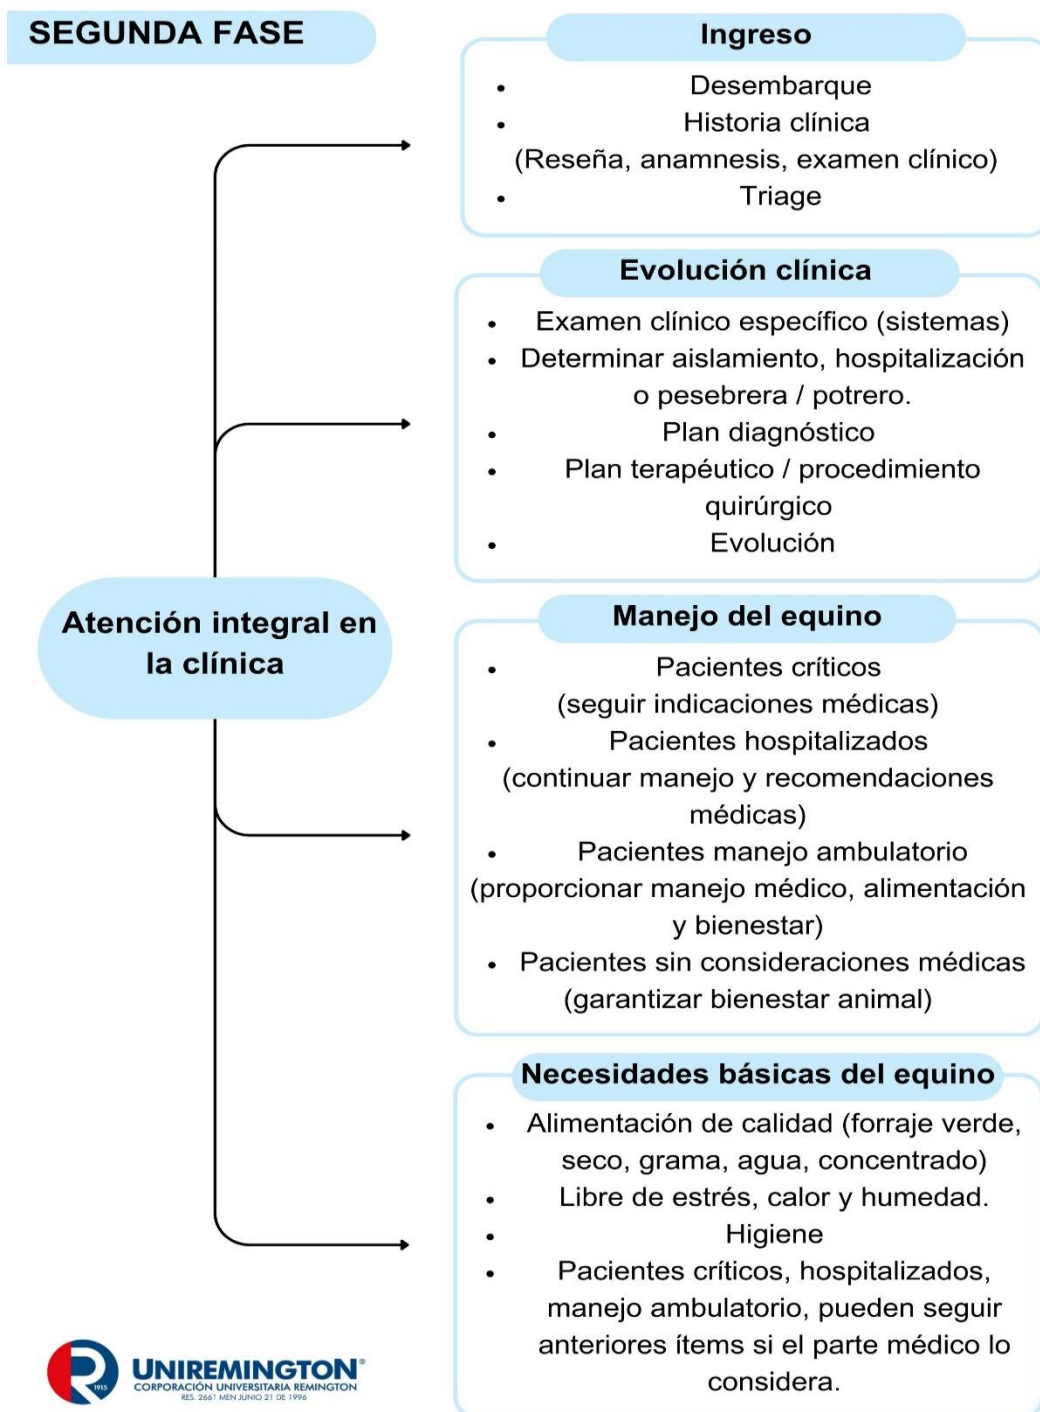 SEGUNDA FASE
Ingreso
• Desembarque
• Historia clínica
(Reseña, anamnesis, examen clínico)
• Triage
Evolución clínica
• Examen clínico específico (sistemas)
• Determinar aislamiento, hospitalización
o pesebrera / potrero.
• Plan diagnóstico
• Plan terapéutico / procedimiento
quirúrgico
• Evolución
Atención integral en
la clínica
Manejo del equino
• Pacientes críticos
(seguir indicaciones médicas)
• Pacientes hospitalizados
(continuar manejo y recomendaciones
médicas)
• Pacientes manejo ambulatorio
(proporcionar manejo médico, alimentación
y bienestar)
• Pacientes sin consideraciones médicas
(garantizar bienestar animal)
Necesidades básicas del equino
• Alimentación de calidad (forraje verde,
seco, grama, agua, concentrado)
• Libre de estrés, calor y humedad.
• Higiene
• Pacientes críticos, hospitalizados,
manejo ambulatorio, pueden seguir
anteriores ítems si el parte médico lo
considera.
R
1915
UNIREMINGTON®
CORPORACIÓN UNIVERSITARIA REMINGTON
RES. 2661 MEN JUNIO 21 DE 1996